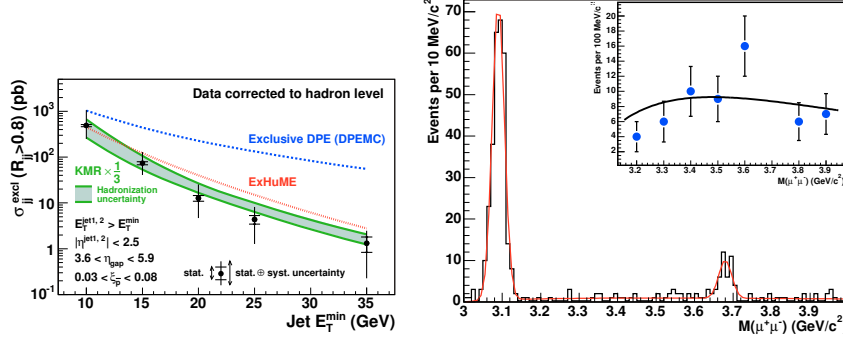 Data corrected to hadron level
Exclusive DPE (DPEMC)
KMR × 1/3
Hadronization
uncertainty
ExHuME
E_T^jet1, 2 > E_T^min
|η^jet1, 2| < 2.5
3.6 < η_gap < 5.9
0.03 < ξ_p̄ < 0.08
stat.
stat. ⊕ syst. uncertainty
σ_jj^excl (R_jj>0.8) (pb)
10^3
10^2
10
1
10^-1
10 15 20 25 30 35
Jet E_T^min (GeV)
Events per 10 MeV/c^2
70
60
50
40
30
20
10
0
3 3.1 3.2 3.3 3.4 3.5 3.6 3.7 3.8 3.9
M(μ⁺μ⁻) (GeV/c²)
Events per 100 MeV/c²
20
18
16
14
12
10
8
6
4
2
0
3.2 3.3 3.4 3.5 3.6 3.7 3.8 3.9
M(μ⁺μ⁻) (GeV/c²)